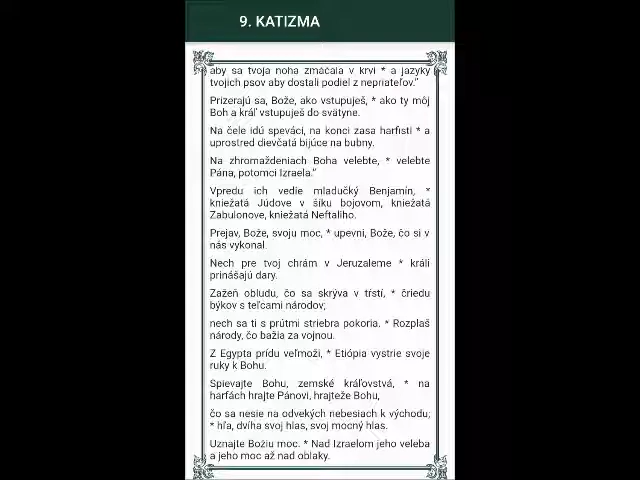 9. KATIZMA
aby sa tvoja noha zmáčala v krvi * a jazyky
tvojich psov aby dostali podiel z nepriateľov."
Prizerajú sa, Bože, ako vstupuješ, * ako ty môj
Boh a kráľ vstupuješ do svätyne.
Na čele idú speváci, na konci zasa harfisti * a
uprostred dievčatá bijúce na bubny.
Na zhromaždeniach Boha velebte, * velebte
Pána, potomci Izraela."
Vpredu ich vedie mladučký Benjamín, *
kniežatá Júdove v šíku bojovom, kniežatá
Zabulonove, kniežatá Neftaliho.
Prejav, Bože, svoju moc, * upevni, Bože, čo si v
nás vykonal.
Nech pre tvoj chrám v Jeruzaleme * králi
prinášajú dary.
Zažeň obludu, čo sa skrýva v tŕstí, * čriedu
býkov s teľcami národov;
nech sa ti s prútmi striebra pokoria. * Rozplaš
národy, čo bažia za vojnou.
Z Egypta prídu veľmoži, * Etiópia vystrie svoje
ruky k Bohu.
Spievajte Bohu, zemské kráľovstvá, * na
harfách hrajte Pánovi, hrajteže Bohu,
čo sa nesie na odvekých nebesiach k východu;
* hľa, dvíha svoj hlas, svoj mocný hlas.
Uznajte Božiu moc. * Nad Izraelom jeho veleba
a jeho moc až nad oblaky.